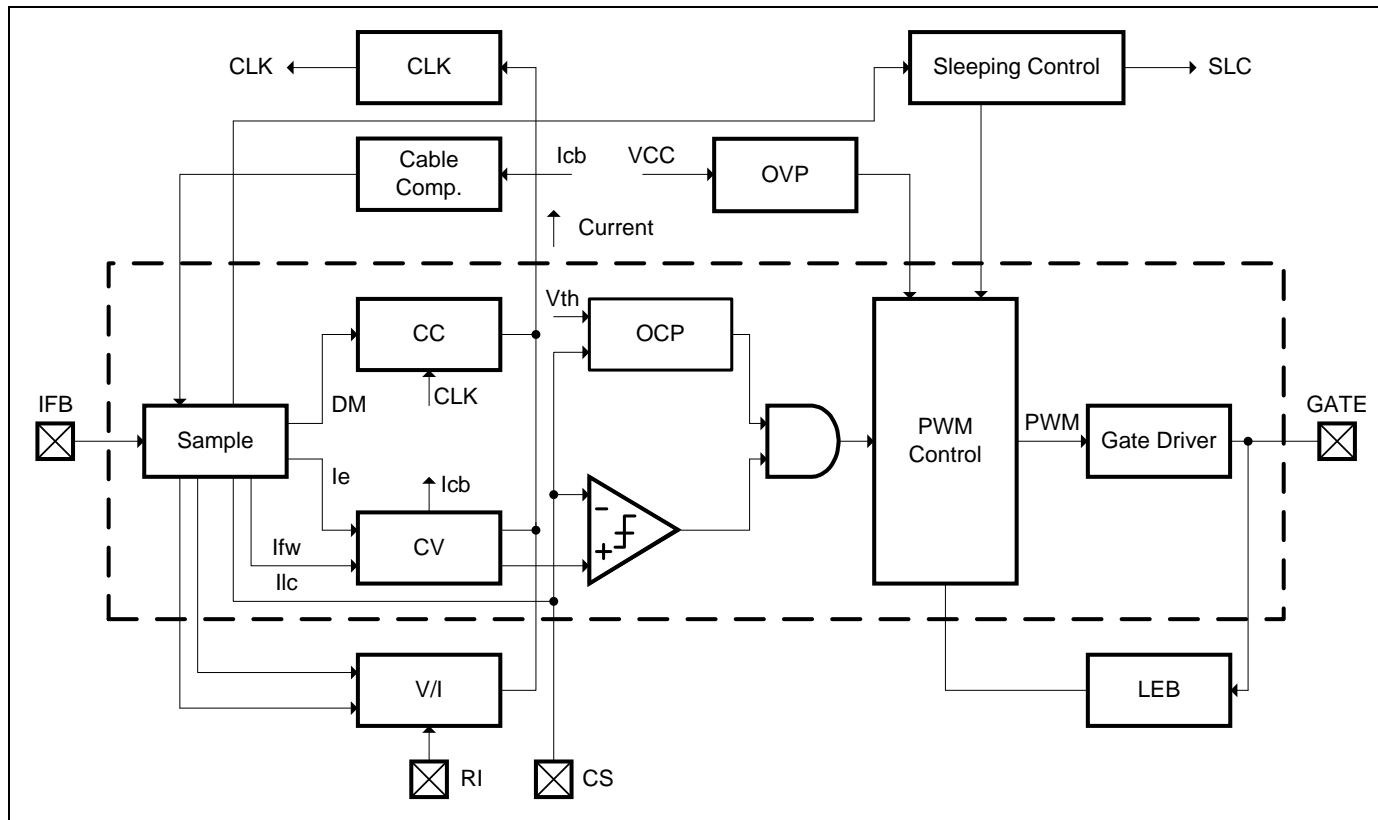 CLK
CLK
Sleeping Control
SLC
Cable
Comp.
Icb
VCC
OVP
Current
Vth
CC
OCP
CLK
DM
IFB
Sample
PWM
Control
PWM
Gate Driver
GATE
Ie
Icb
CV
-
+
Ifw
Ilc
V/I
LEB
RI
CS